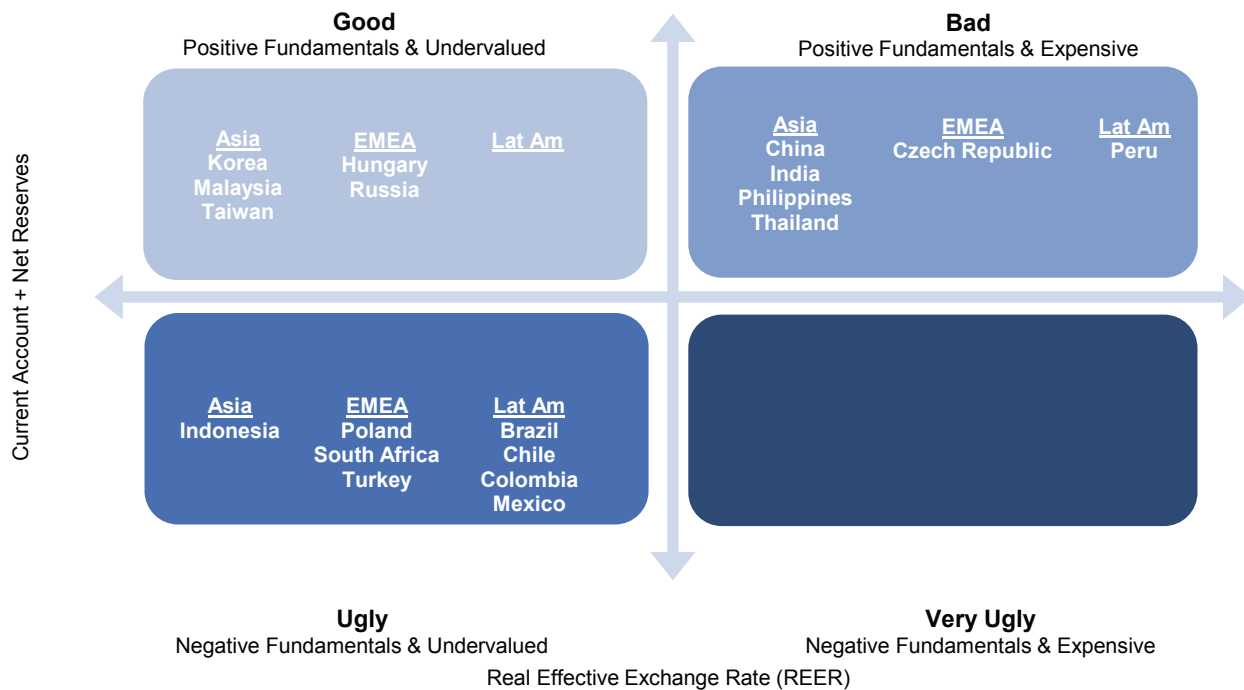 Good
Positive Fundamentals & Undervalued
Bad
Positive Fundamentals & Expensive
Current Account + Net Reserves
Asia
Korea
Malaysia
Taiwan
EMEA
Hungary
Russia
Lat Am
Asia
China
India
Philippines
Thailand
EMEA
Czech Republic
Lat Am
Peru
Asia
Indonesia
EMEA
Poland
South Africa
Turkey
Lat Am
Brazil
Chile
Colombia
Mexico
Ugly
Negative Fundamentals & Undervalued
Very Ugly
Negative Fundamentals & Expensive
Real Effective Exchange Rate (REER)